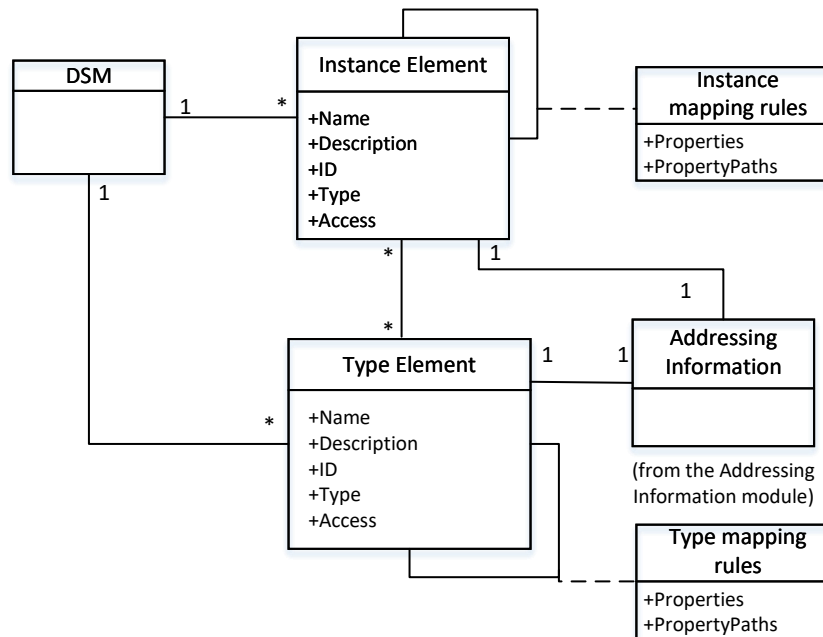 DSM
1
*
1
Instance Element
+Name
+Description
+ID
+Type
+Access
Instance
mapping rules
+Properties
+PropertyPaths
*
1
1
*
Type Element
+Name
+Description
+ID
+Type
+Access
*
1
1
Addressing
Information
(from the Addressing
Information module)
Type mapping
rules
+Properties
+PropertyPaths